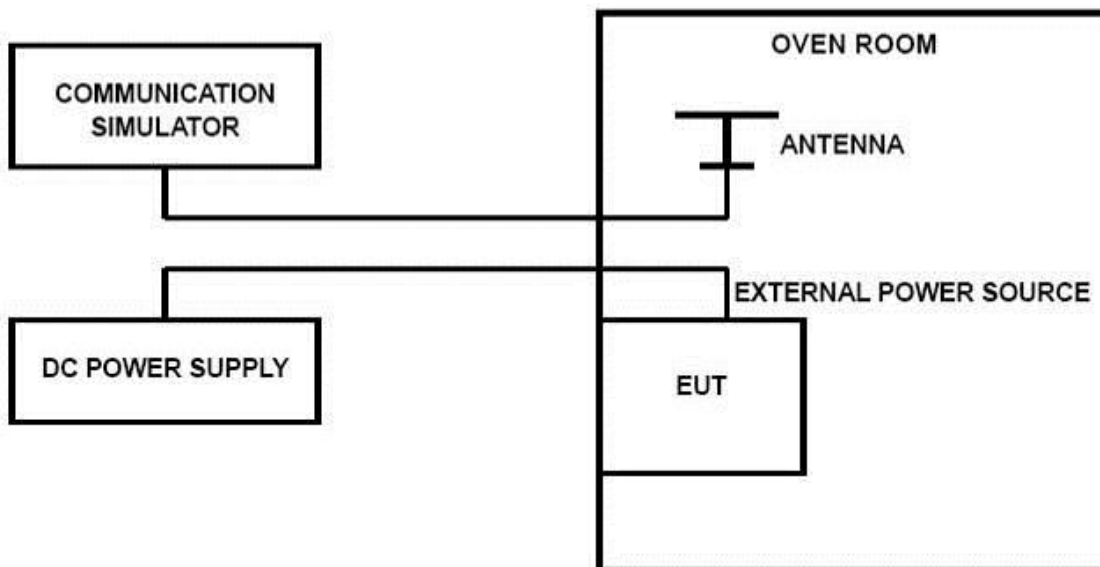 OVEN ROOM
COMMUNICATION
SIMULATOR
ANTENNA
EXTERNAL POWER SOURCE
DC POWER SUPPLY
EUT